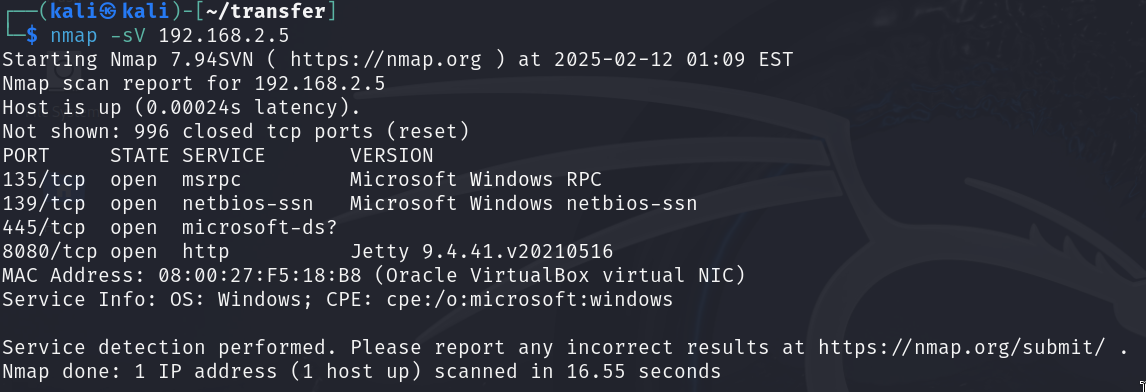 ┌──(kali㉿kali)-[~/transfer]
└─$ nmap -sV 192.168.2.5
Starting Nmap 7.94SVN ( https://nmap.org ) at 2025-02-12 01:09 EST
Nmap scan report for 192.168.2.5
Host is up (0.00024s latency).
Not shown: 996 closed tcp ports (reset)
PORT     STATE SERVICE       VERSION
135/tcp  open  msrpc         Microsoft Windows RPC
139/tcp  open  netbios-ssn   Microsoft Windows netbios-ssn
445/tcp  open  microsoft-ds?
8080/tcp open  http          Jetty 9.4.41.v20210516
MAC Address: 08:00:27:F5:18:B8 (Oracle VirtualBox virtual NIC)
Service Info: OS: Windows; CPE: cpe:/o:microsoft:windows

Service detection performed. Please report any incorrect results at https://nmap.org/submit/ .
Nmap done: 1 IP address (1 host up) scanned in 16.55 seconds